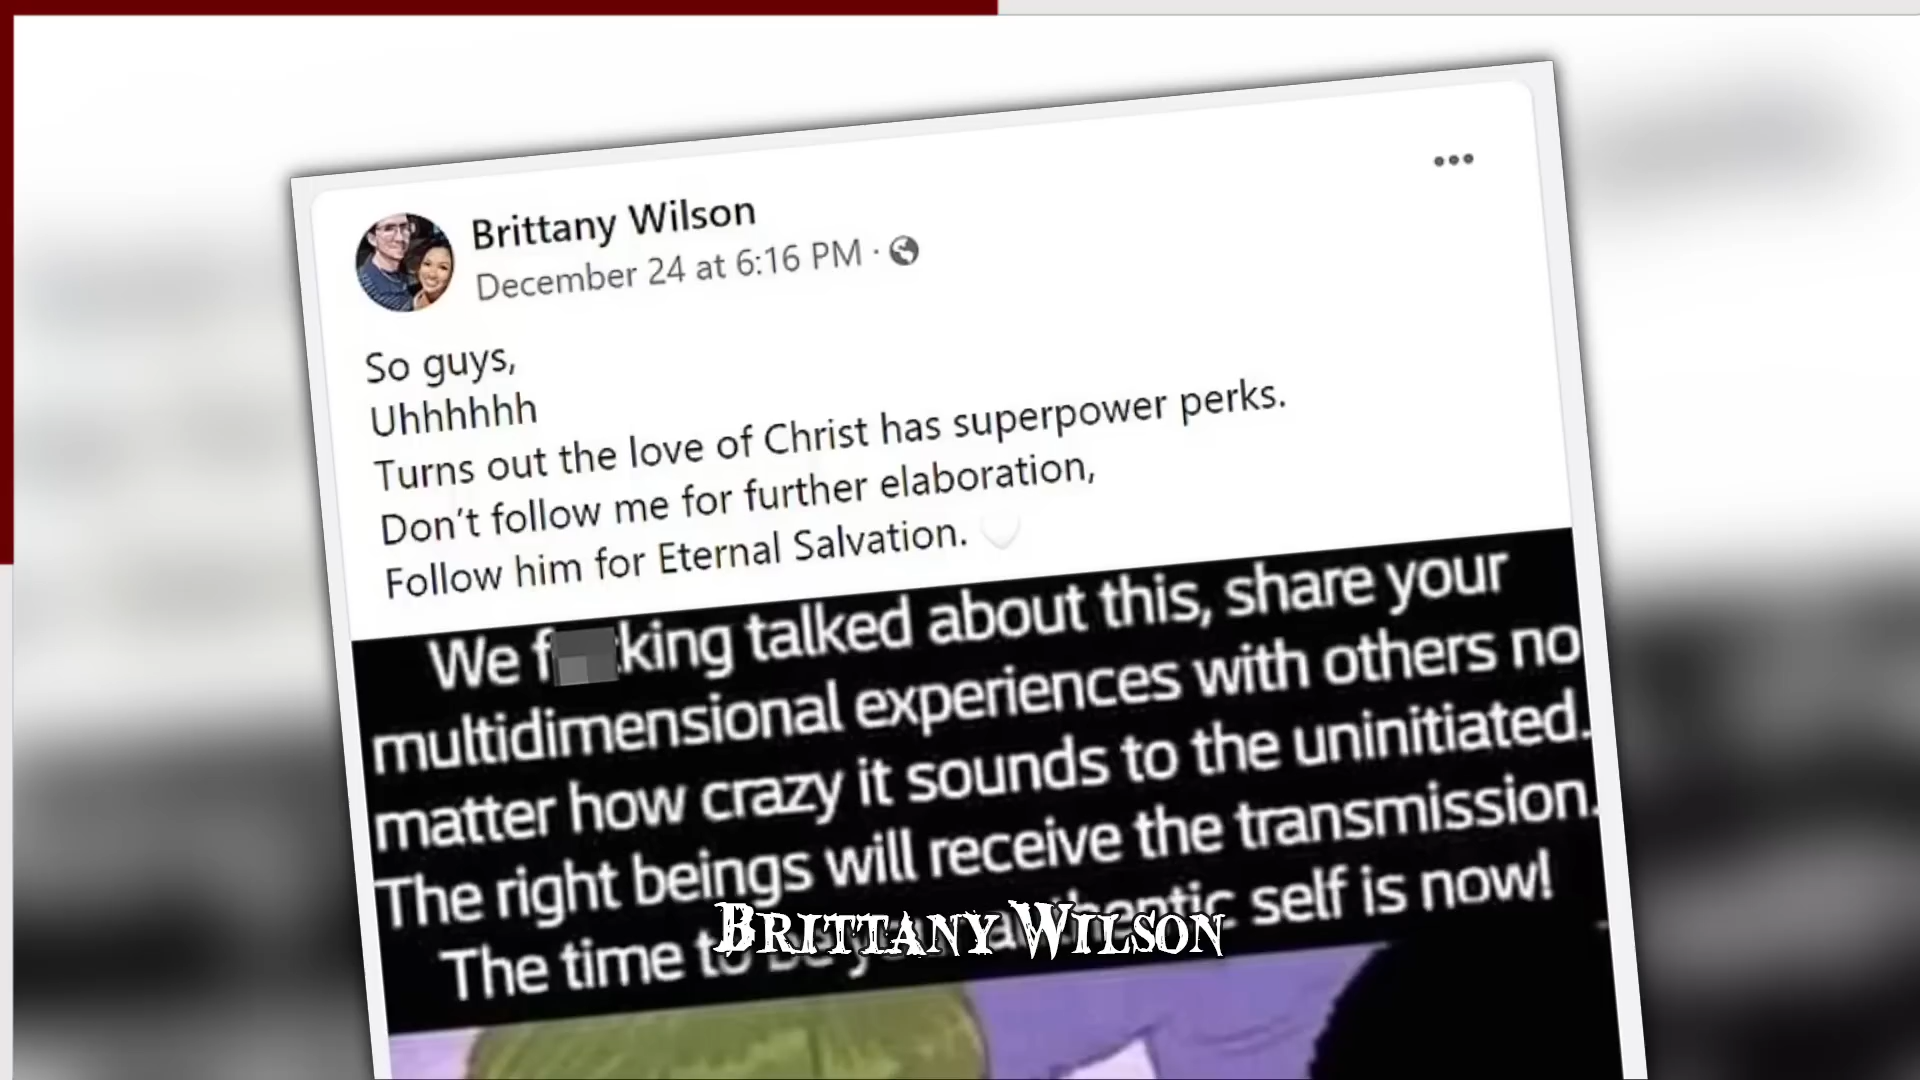 Brittany Wilson
December 24 at 6:16 PM ·
So guys,
Uhhhhhh
Turns out the love of Christ has superpower perks.
Don't follow me for further elaboration,
Follow him for Eternal Salvation.
We f king talked about this, share your
multidimensional experiences with others no
matter how crazy it sounds to the uninitiated.
The right beings will receive the transmission.
The time to self is now!
Brittany Wilson